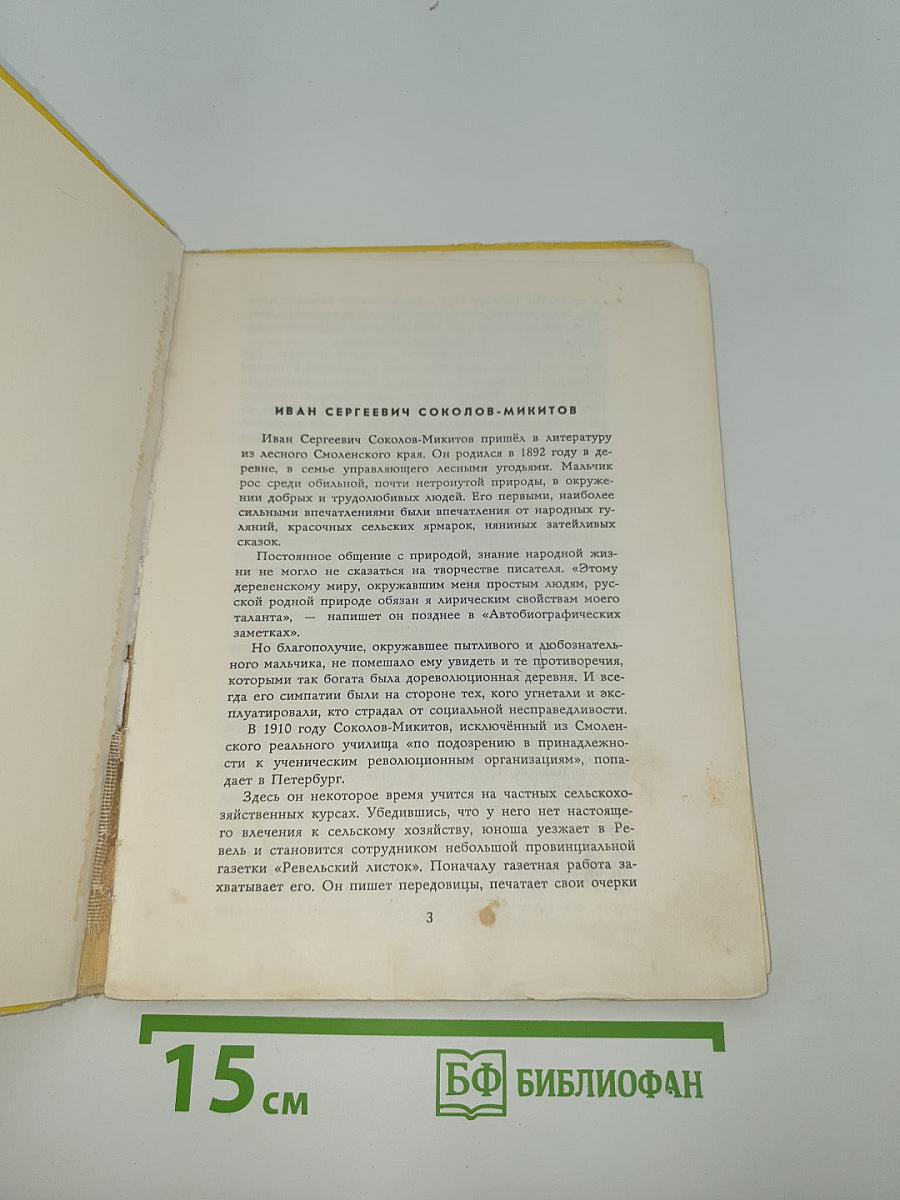 ИВАН СЕРГЕЕВИЧ СОКОЛОВ-МИКИТОВ
Иван Сергеевич Соколов-Микитов пришёл в литературу
из лесного Смоленского края. Он родился в 1892 году в де-
ревне, в семье управляющего лесными угодьями. Мальчик
рос среди обильной, почти нетронутой природы, в окруже-
нии добрых и трудолюбивых людей. Его первыми, наиболее
сильными впечатлениями были впечатления от народных гу-
ляний, красочных сельских ярмарок, няниных затейливых
сказок.
Постоянное общение с природой, знание народной жиз-
ни не могло не сказаться на творчестве писателя. «Этому
деревенскому миру, окружавшим меня простым людям, рус-
ской родной природе обязан я лирическим свойствам моего
таланта», — напишет он позднее в «Автобиографических
заметках».
Но благополучие, окружавшее пытливого и любознатель-
ного мальчика, не помешало ему увидеть и те противоречия,
которыми так богата была дореволюционная деревня. И все-
гда его симпатии были на стороне тех, кого угнетали и экс-
плуатировали, кто страдал от социальной несправедливости.
В 1910 году Соколов-Микитов, исключённый из Смолен-
ского реального училища «по подозрению в принадлежно-
сти к ученическим революционным организациям», попа-
дает в Петербург.
Здесь он некоторое время учится на частных сельскохо-
зяйственных курсах. Убедившись, что у него нет настояще-
го влечения к сельскому хозяйству, юноша уезжает в Ре-
вель и становится сотрудником небольшой провинциальной
газетки «Ревельский листок». Поначалу газетная работа за-
хватывает его. Он пишет передовицы, печатает свои очерки
3
15 см
БФ БИБЛИОФАН